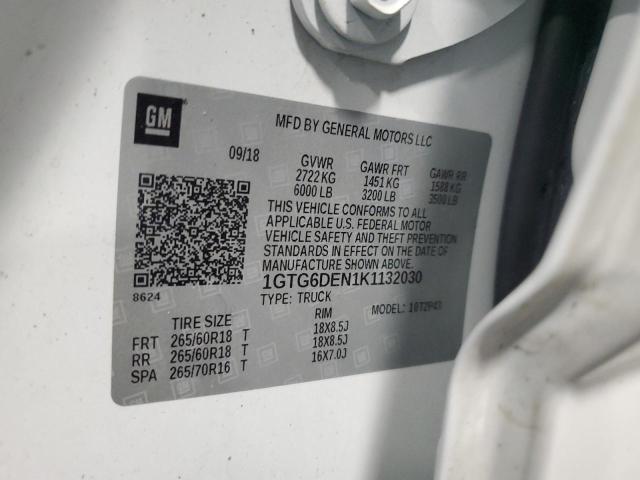 GM
MFD BY GENERAL MOTORS LLC
09/18 GVWR GAWR FRT GAWR RR
2722 KG 1451 KG 1588 KG
6000 LB 3200 LB 3500 LB
THIS VEHICLE CONFORMS TO ALL
APPLICABLE U.S. FEDERAL MOTOR
VEHICLE SAFETY AND THEFT PREVENTION
STANDARDS IN EFFECT ON THE DATE OF
MANUFACTURE SHOWN ABOVE.
8624 1GTG6DEN1K1132030
TYPE: TRUCK MODEL:
TIRE SIZE RIM
FRT 265/60R18 T 18X8.5J
RR 265/60R18 T 18X8.5J
SPA 265/70R16 T 16X7.0J